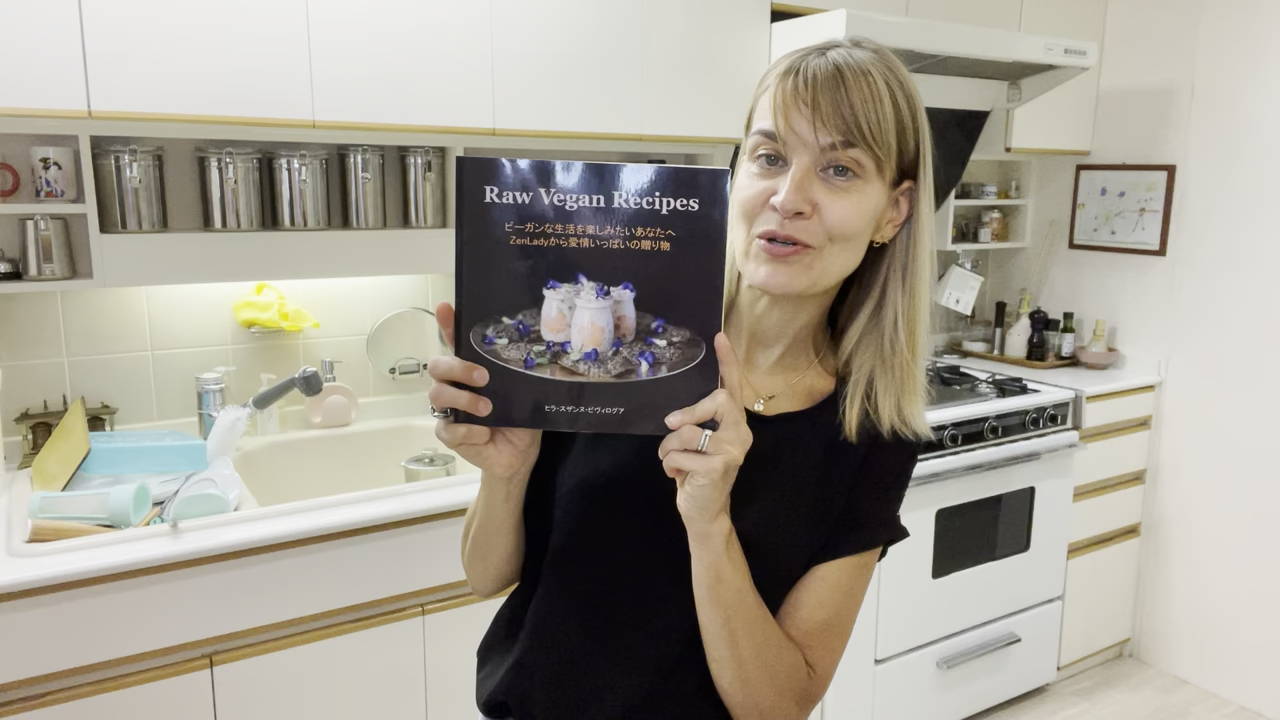 Raw Vegan Recipes
ビーガンな生活を楽しみたいあなたへ
ZenLadyから愛情いっぱいの贈り物
ヒラ・スザンヌ・ビヴィログア